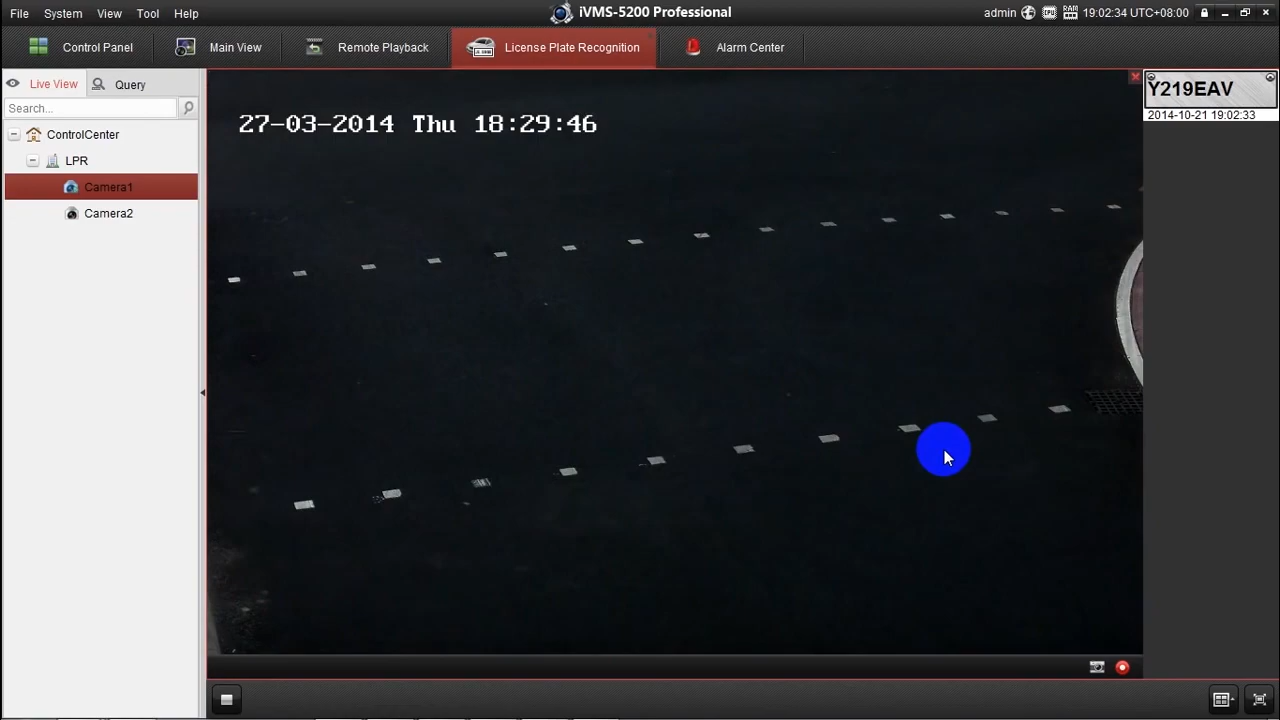 File System View Tool Help
iVMS-5200 Professional
admin CPU RAM 19:02:34 UTC+08:00
Control Panel Main View Remote Playback License Plate Recognition Alarm Center
Live View Query
Search...
ControlCenter
LPR
Camera1
Camera2
27-03-2014 Thu 18:29:46
Y219EAV
2014-10-21 19:02:33